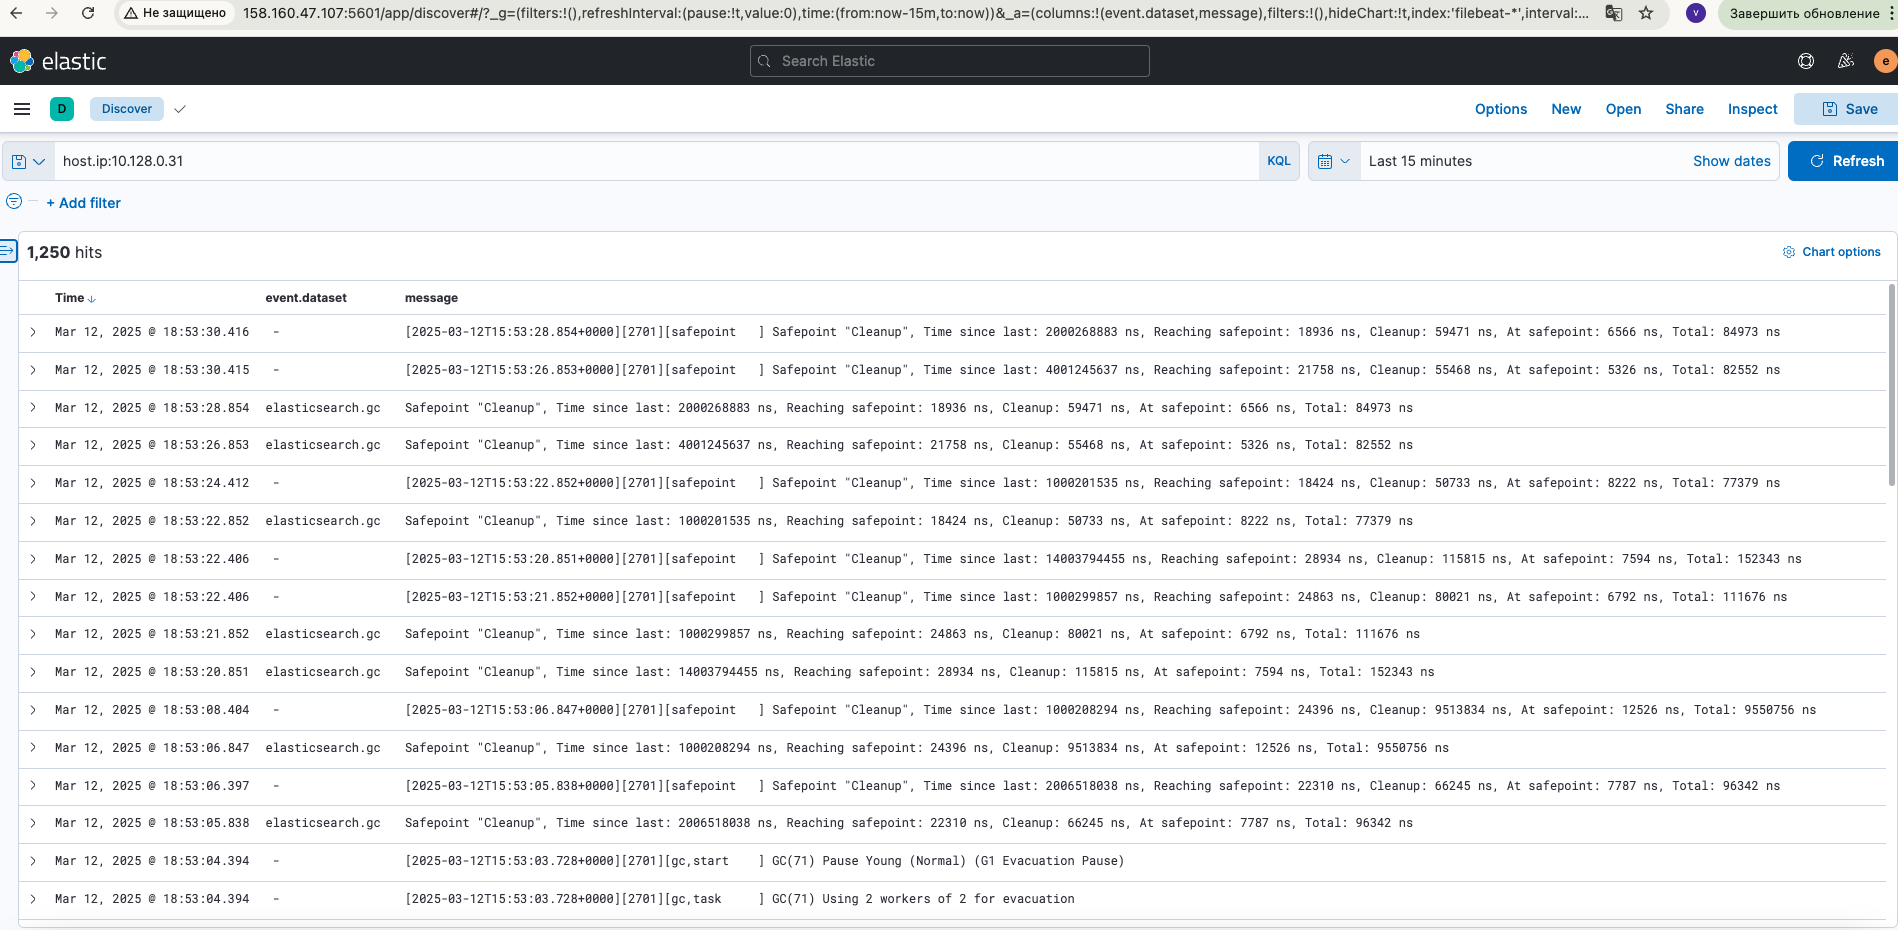 Не защищено
158.160.47.107:5601/app/discover#/?_g=(filters:!(),refreshInterval:(pause:!t,value:0),time:(from:now-15m,to:now))&_a=(columns:!(event.dataset,message),filters:!(),hideChart:!t,index:'filebeat-*',interval:...
V
Завершить обновление
elastic
Search Elastic
e
D
Discover
Options
New
Open
Share
Inspect
Save
host.ip:10.128.0.31
KQL
Last 15 minutes
Show dates
Refresh
+ Add filter
1,250 hits
Chart options
Time event.dataset message
Mar 12, 2025 @ 18:53:30.416 - [2025-03-12T15:53:28.854+0000][2701][safepoint ] Safepoint "Cleanup", Time since last: 2000268883 ns, Reaching safepoint: 18936 ns, Cleanup: 59471 ns, At safepoint: 6566 ns, Total: 84973 ns
Mar 12, 2025 @ 18:53:30.415 - [2025-03-12T15:53:26.853+0000][2701][safepoint ] Safepoint "Cleanup", Time since last: 4001245637 ns, Reaching safepoint: 21758 ns, Cleanup: 55468 ns, At safepoint: 5326 ns, Total: 82552 ns
Mar 12, 2025 @ 18:53:28.854 elasticsearch.gc Safepoint "Cleanup", Time since last: 2000268883 ns, Reaching safepoint: 18936 ns, Cleanup: 59471 ns, At safepoint: 6566 ns, Total: 84973 ns
Mar 12, 2025 @ 18:53:26.853 elasticsearch.gc Safepoint "Cleanup", Time since last: 4001245637 ns, Reaching safepoint: 21758 ns, Cleanup: 55468 ns, At safepoint: 5326 ns, Total: 82552 ns
Mar 12, 2025 @ 18:53:24.412 - [2025-03-12T15:53:22.852+0000][2701][safepoint ] Safepoint "Cleanup", Time since last: 1000201535 ns, Reaching safepoint: 18424 ns, Cleanup: 50733 ns, At safepoint: 8222 ns, Total: 77379 ns
Mar 12, 2025 @ 18:53:22.852 elasticsearch.gc Safepoint "Cleanup", Time since last: 1000201535 ns, Reaching safepoint: 18424 ns, Cleanup: 50733 ns, At safepoint: 8222 ns, Total: 77379 ns
Mar 12, 2025 @ 18:53:22.406 - [2025-03-12T15:53:20.851+0000][2701][safepoint ] Safepoint "Cleanup", Time since last: 14003794455 ns, Reaching safepoint: 28934 ns, Cleanup: 115815 ns, At safepoint: 7594 ns, Total: 152343 ns
Mar 12, 2025 @ 18:53:22.406 - [2025-03-12T15:53:21.852+0000][2701][safepoint ] Safepoint "Cleanup", Time since last: 1000299857 ns, Reaching safepoint: 24863 ns, Cleanup: 80021 ns, At safepoint: 6792 ns, Total: 111676 ns
Mar 12, 2025 @ 18:53:21.852 elasticsearch.gc Safepoint "Cleanup", Time since last: 1000299857 ns, Reaching safepoint: 24863 ns, Cleanup: 80021 ns, At safepoint: 6792 ns, Total: 111676 ns
Mar 12, 2025 @ 18:53:20.851 elasticsearch.gc Safepoint "Cleanup", Time since last: 14003794455 ns, Reaching safepoint: 28934 ns, Cleanup: 115815 ns, At safepoint: 7594 ns, Total: 152343 ns
Mar 12, 2025 @ 18:53:08.404 - [2025-03-12T15:53:06.847+0000][2701][safepoint ] Safepoint "Cleanup", Time since last: 1000208294 ns, Reaching safepoint: 24396 ns, Cleanup: 9513834 ns, At safepoint: 12526 ns, Total: 9550756 ns
Mar 12, 2025 @ 18:53:06.847 elasticsearch.gc Safepoint "Cleanup", Time since last: 1000208294 ns, Reaching safepoint: 24396 ns, Cleanup: 9513834 ns, At safepoint: 12526 ns, Total: 9550756 ns
Mar 12, 2025 @ 18:53:06.397 - [2025-03-12T15:53:05.838+0000][2701][safepoint ] Safepoint "Cleanup", Time since last: 2006518038 ns, Reaching safepoint: 22310 ns, Cleanup: 66245 ns, At safepoint: 7787 ns, Total: 96342 ns
Mar 12, 2025 @ 18:53:05.838 elasticsearch.gc Safepoint "Cleanup", Time since last: 2006518038 ns, Reaching safepoint: 22310 ns, Cleanup: 66245 ns, At safepoint: 7787 ns, Total: 96342 ns
Mar 12, 2025 @ 18:53:04.394 - [2025-03-12T15:53:03.728+0000][2701][gc,start ] GC(71) Pause Young (Normal) (G1 Evacuation Pause)
Mar 12, 2025 @ 18:53:04.394 - [2025-03-12T15:53:03.728+0000][2701][gc,task ] GC(71) Using 2 workers of 2 for evacuation